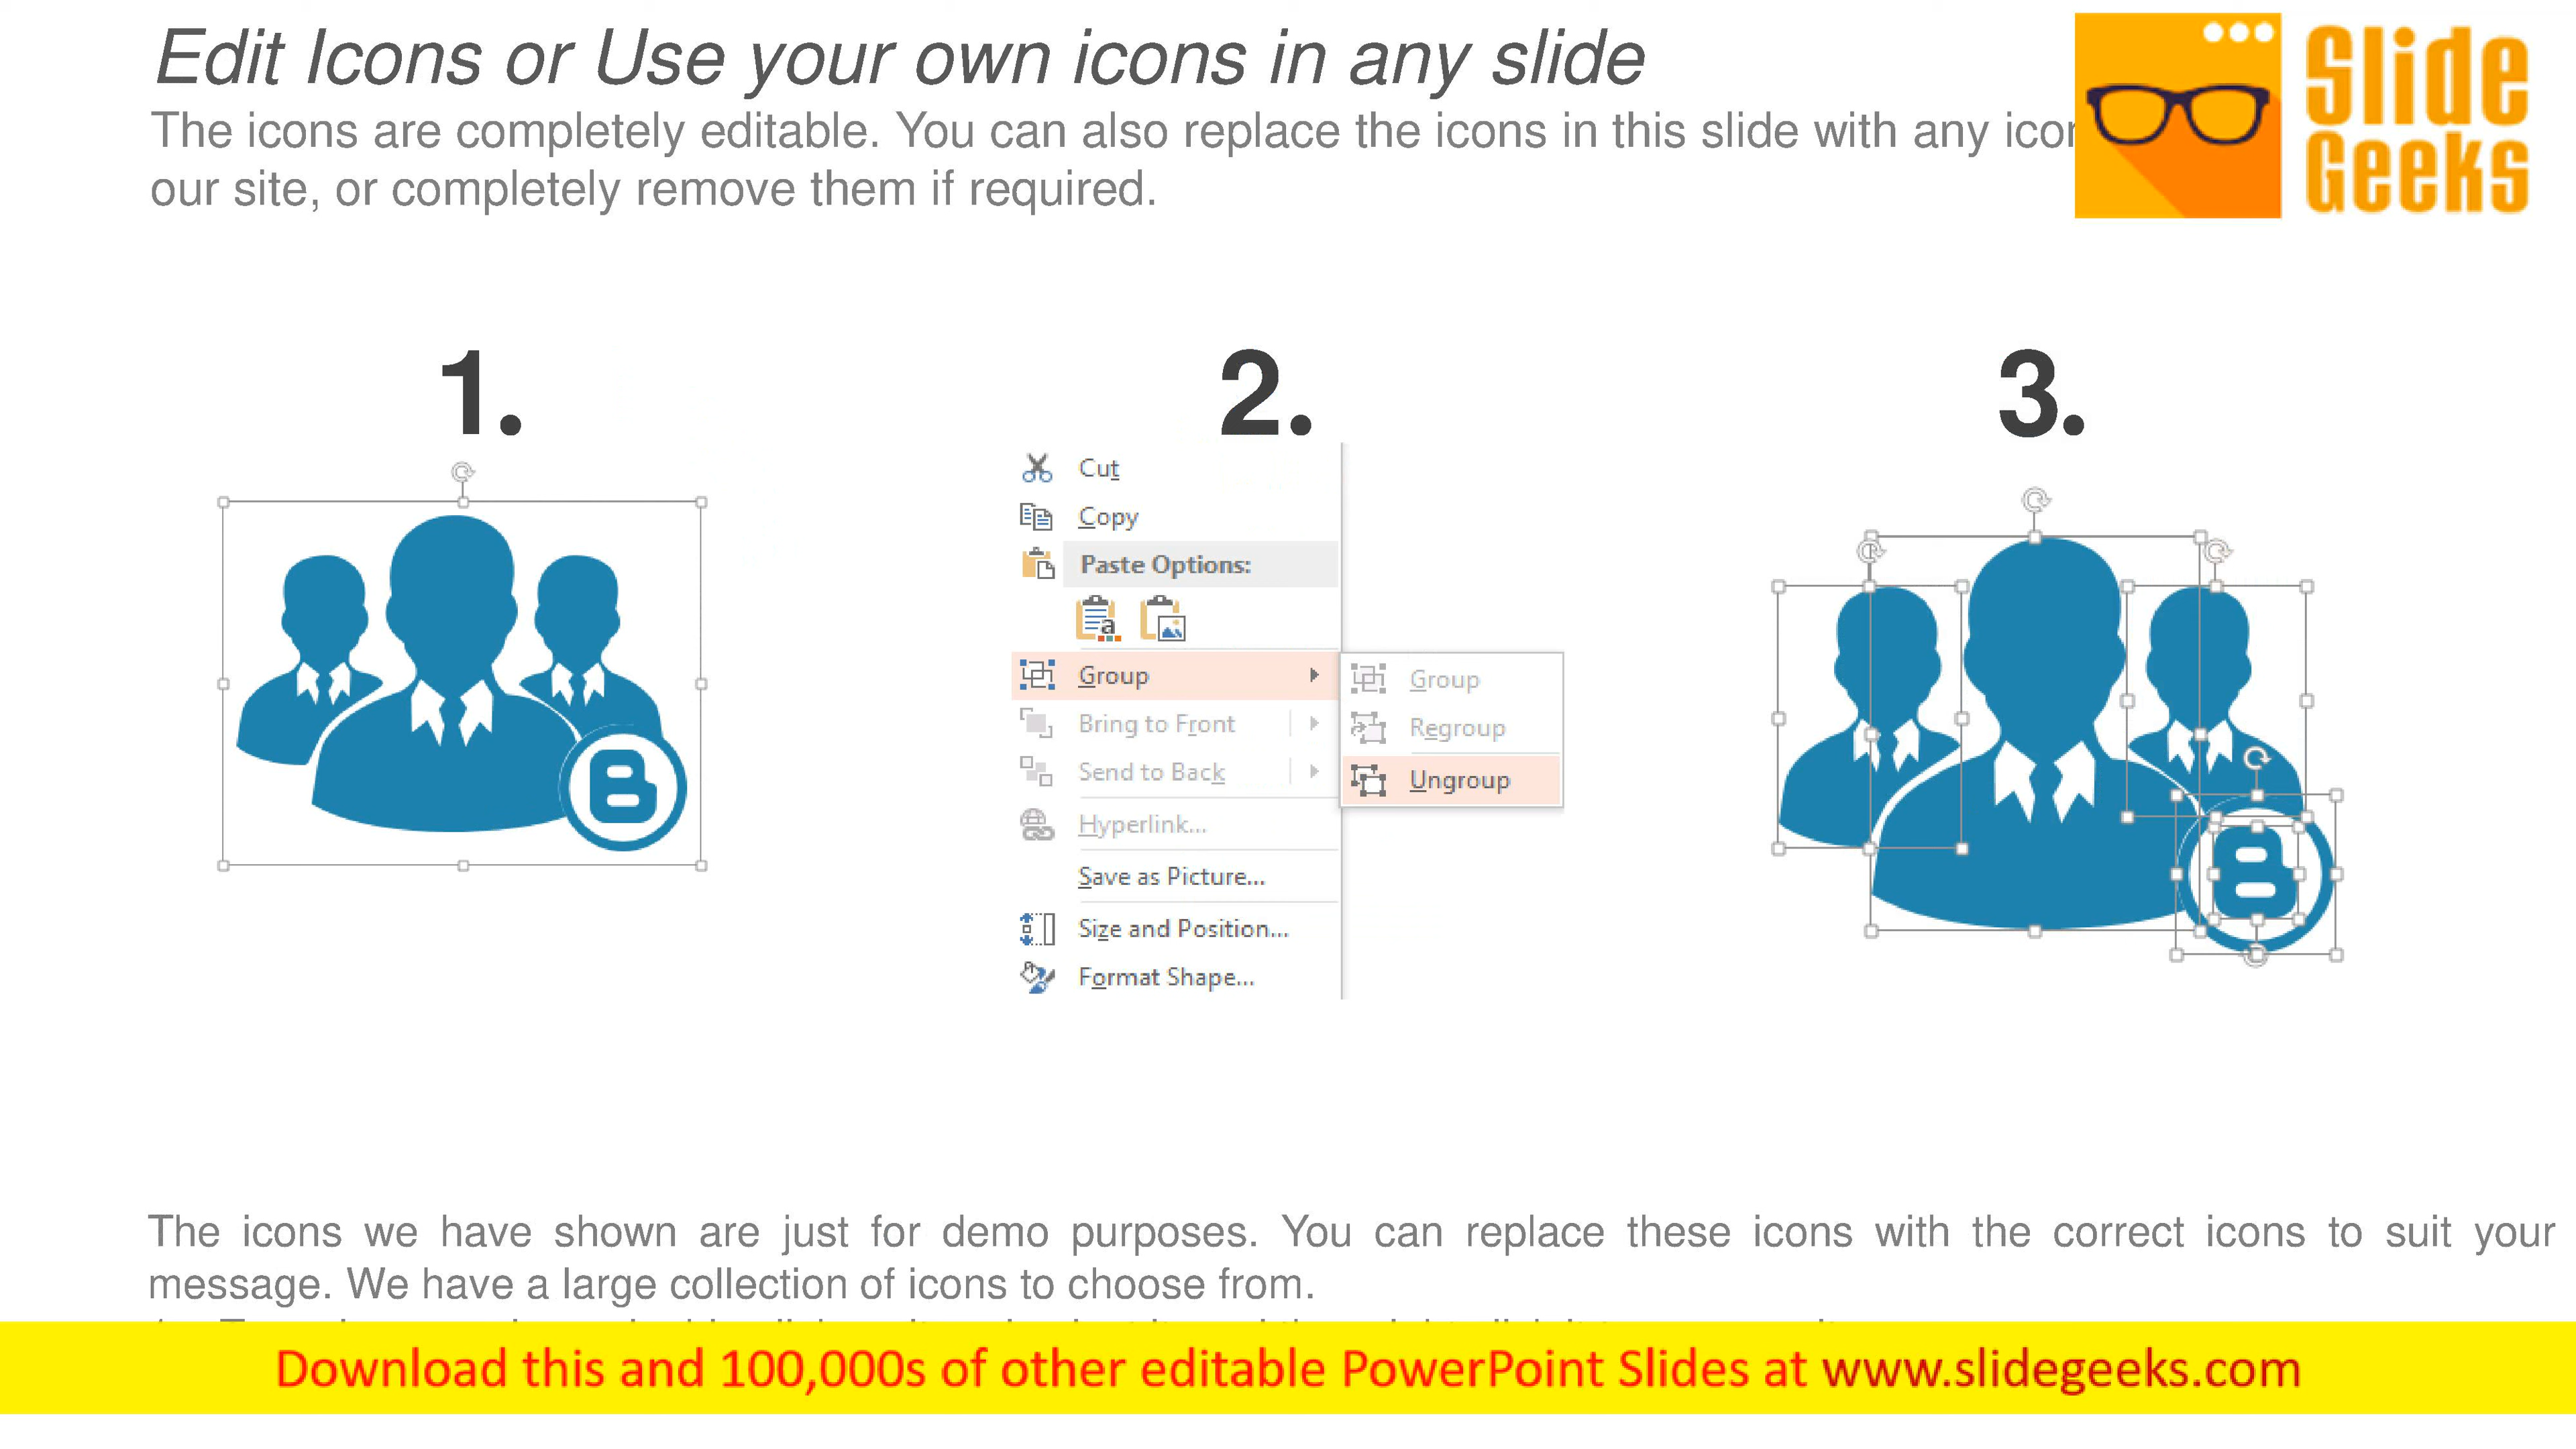 Edit Icons or Use your own icons in any slide
The icons are completely editable. You can also replace the icons in this slide with any
our site, or completely remove them if required.
Slide
Geeks
1.
2.
3.
Cut
Copy
Paste Options:
Group
Bring to Front
Send to Back
Hyperlink...
Save as Picture...
Size and Position...
Format Shape...
Group
Regroup
Ungroup
B
B
The icons we have shown are just for demo purposes. You can replace these icons with the correct icons to suit your
message. We have a large collection of icons to choose from.
Download this and 100,000s of other editable PowerPoint Slides at www.slidegeeks.com